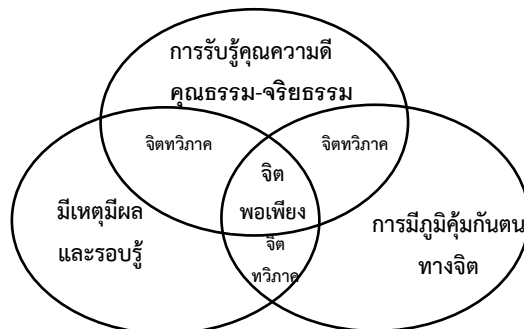 การรับรู้คุณความดี
คุณธรรม-จริยธรรม
จิตทวิภาค
จิตทวิภาค
จิต
พอเพียง
มีเหตุมีผล
และรอบรู้
การมีภูมิคุ้มกันตน
ทางจิต
จิต
ทวิภาค